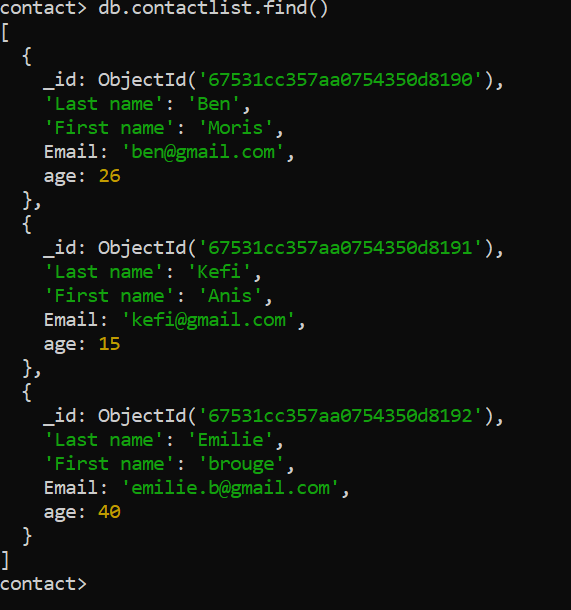 contact> db.contactlist.find()
[
  {
    _id: ObjectId('67531cc357aa0754350d8190'),
    'Last name': 'Ben',
    'First name': 'Moris',
    Email: 'ben@gmail.com',
    age: 26
  },
  {
    _id: ObjectId('67531cc357aa0754350d8191'),
    'Last name': 'Kefi',
    'First name': 'Anis',
    Email: 'kefi@gmail.com',
    age: 15
  },
  {
    _id: ObjectId('67531cc357aa0754350d8192'),
    'Last name': 'Emilie',
    'First name': 'brouge',
    Email: 'emilie.b@gmail.com',
    age: 40
  }
]
contact>